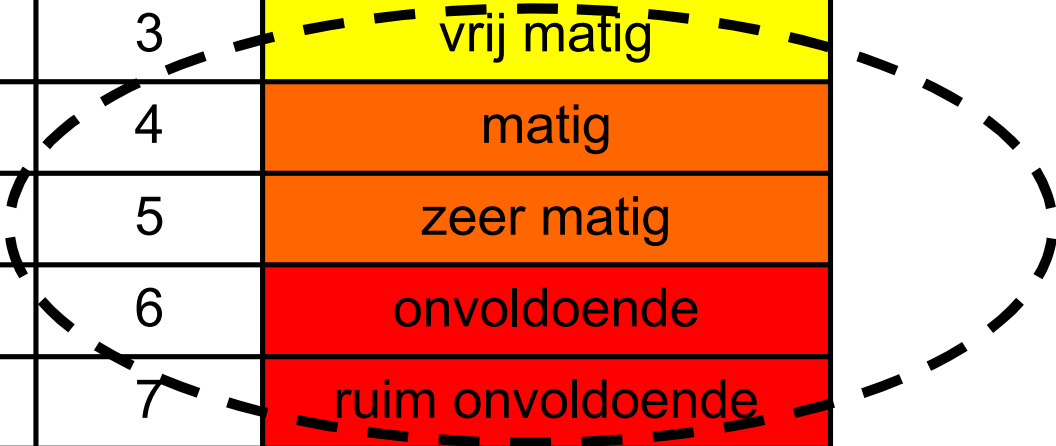 3 vrij matig
4 matig
5 zeer matig
6 onvoldoende
7 ruim onvoldoende